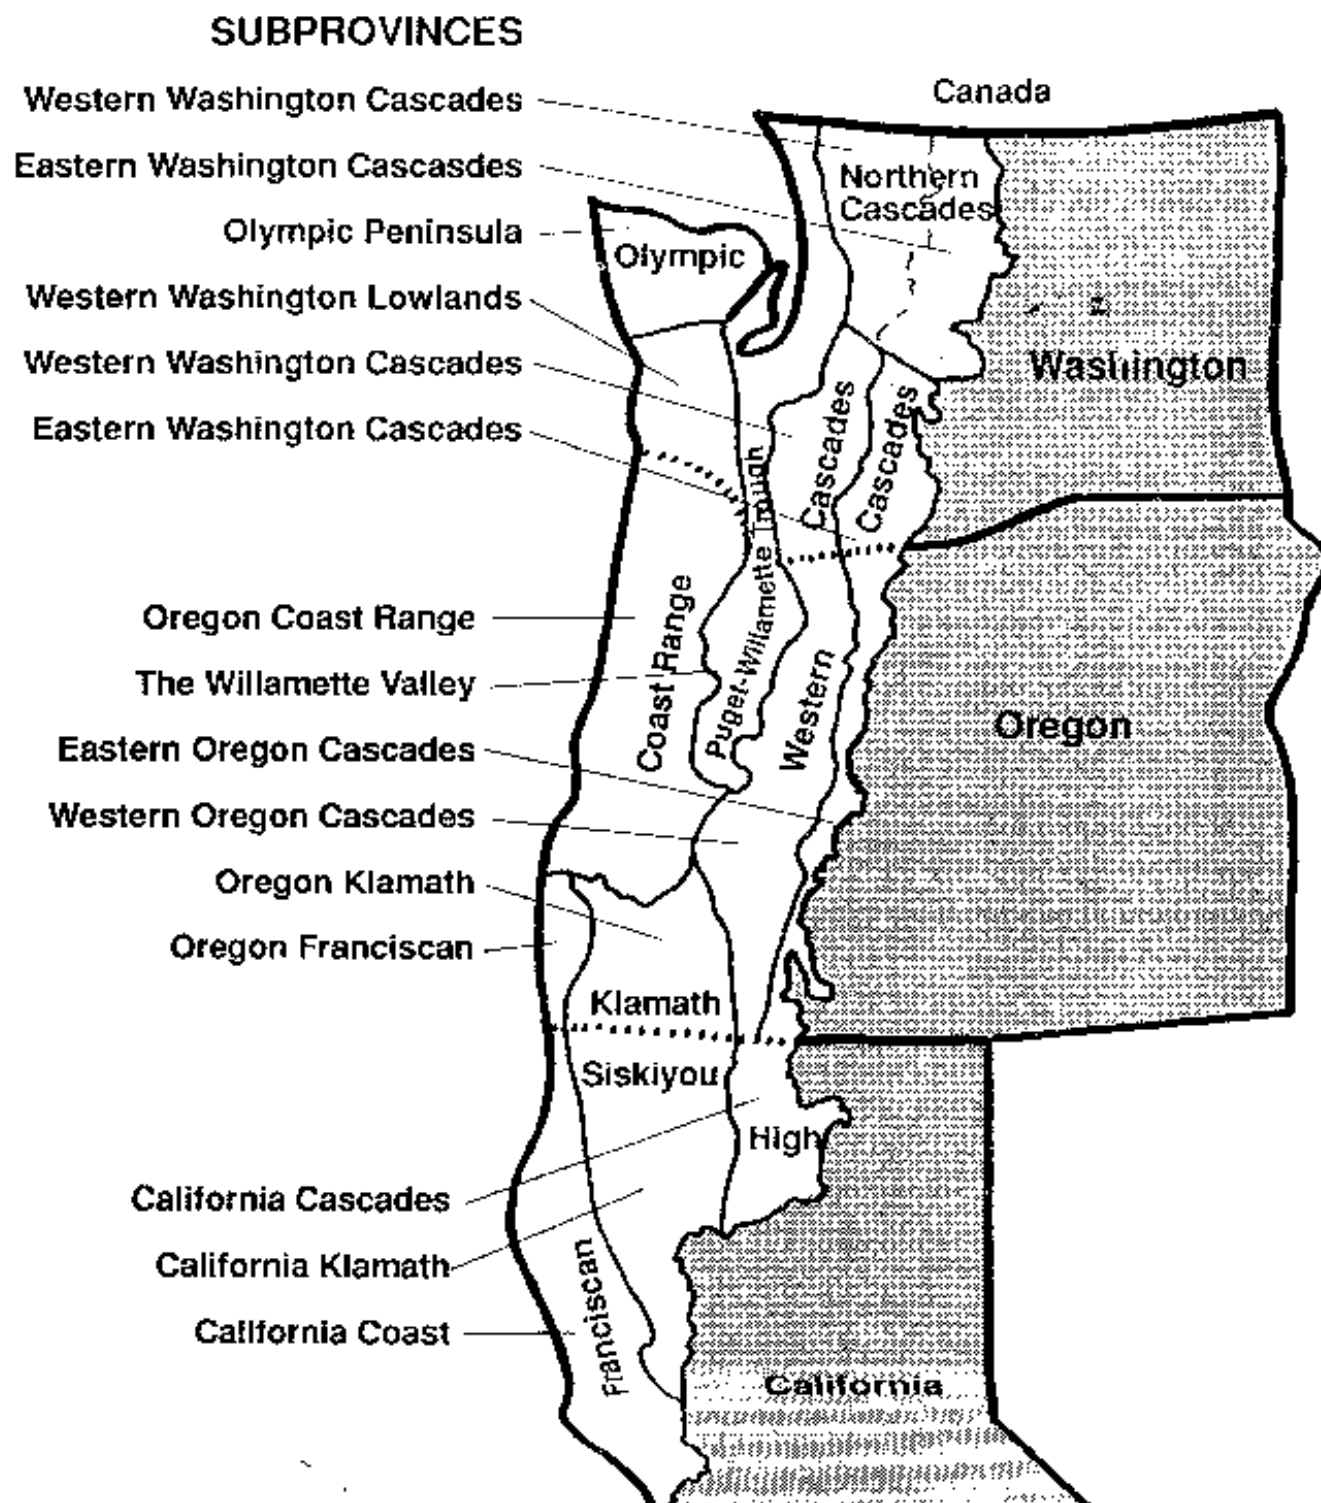 SUBPROVINCES
Western Washington Cascades
Eastern Washington Cascasdes
Olympic Peninsula
Western Washington Lowlands
Western Washington Cascades
Eastern Washington Cascades
Oregon Coast Range
The Willamette Valley
Eastern Oregon Cascades
Western Oregon Cascades
Oregon Klamath
Oregon Franciscan
California Cascades
California Klamath
California Coast
Canada
Northern
Cascades
Olympic
Washington
Cascades
Cascades
Puget-Willamette Trough
Coast Range
Western
Oregon
Klamath
Siskiyou
High
Franciscan
California